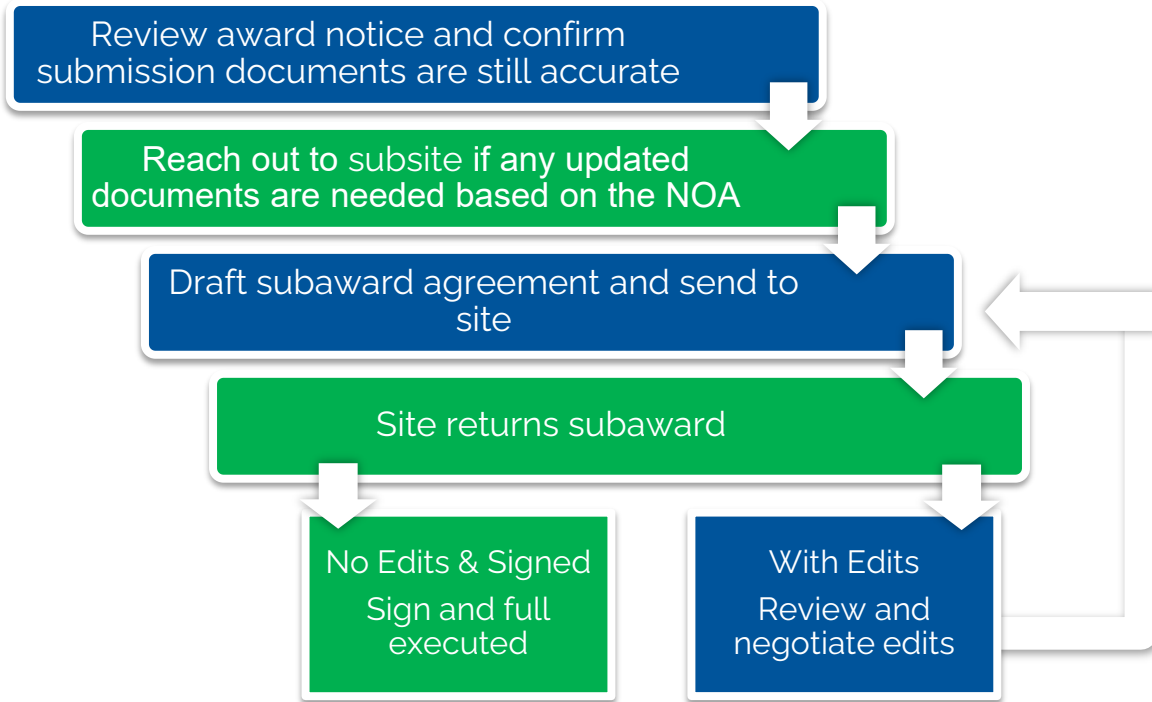 Review award notice and confirm
submission documents are still accurate
Reach out to subsite if any updated
documents are needed based on the NOA
Draft subaward agreement and send to
site
Site returns subaward
No Edits & Signed
Sign and full
executed
With Edits
Review and
negotiate edits